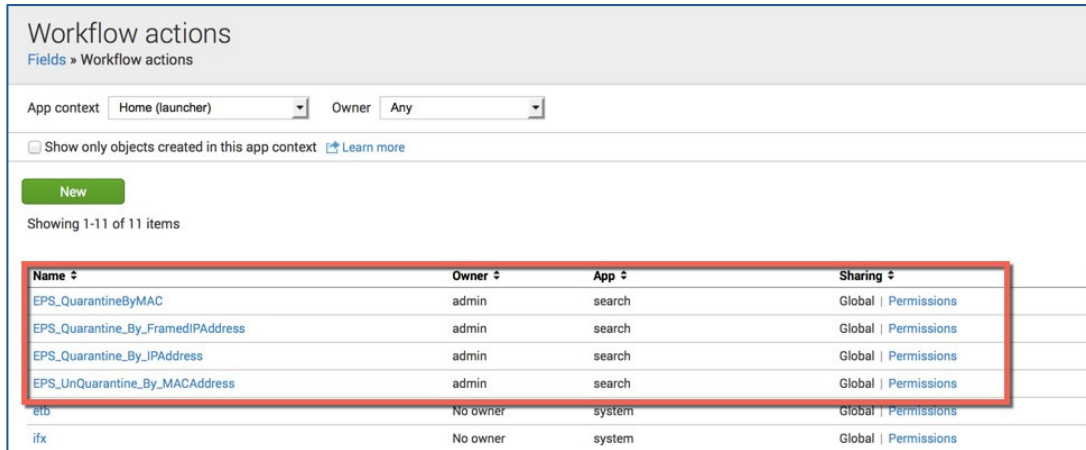 Workflow actions
Fields » Workflow actions
App context Home (launcher) Owner Any
Show only objects created in this app context Learn more
New
Showing 1-11 of 11 items
Name Owner App Sharing
EPS_QuarantineByMAC admin search Global | Permissions
EPS_Quarantine_By_FramedIPAddress admin search Global | Permissions
EPS_Quarantine_By_IPAddress admin search Global | Permissions
EPS_UnQuarantine_By_MACAddress admin search Global | Permissions
etb No owner system Global | Permissions
ifx No owner system Global | Permissions